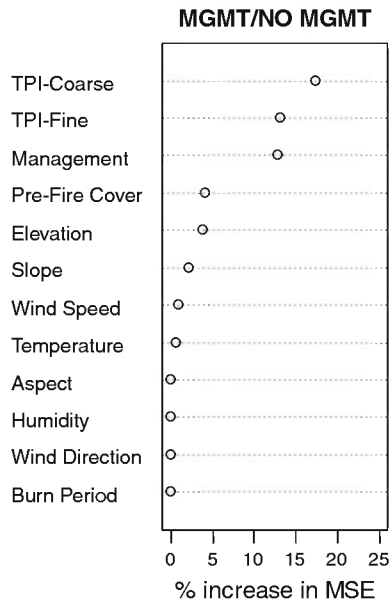 MGMT/NO MGMT
TPI-Coarse
TPI-Fine
Management
Pre-Fire Cover
Elevation
Slope
Wind Speed
Temperature
Aspect
Humidity
Wind Direction
Burn Period
0 5 10 15 20 25
% increase in MSE